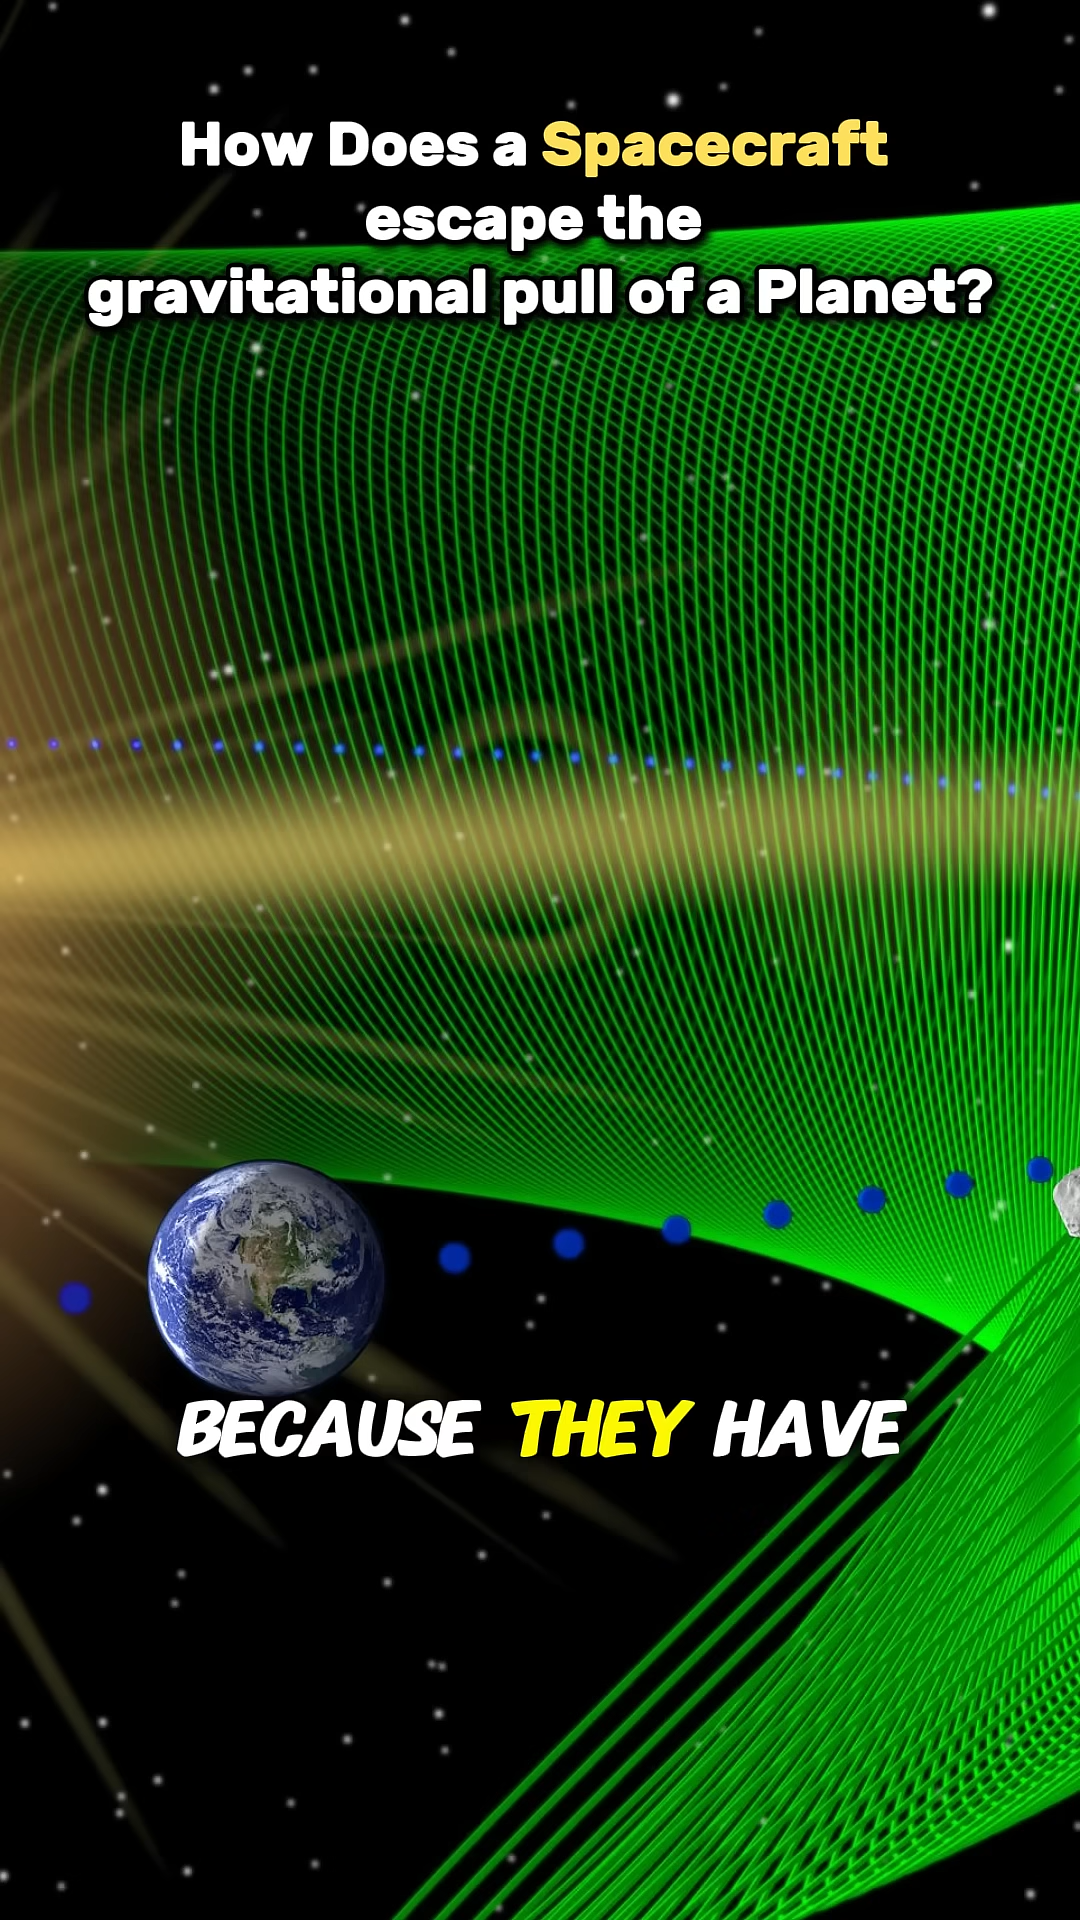 How Does a Spacecraft
escape the
gravitational pull of a Planet?
BECAUSE THEY HAVE